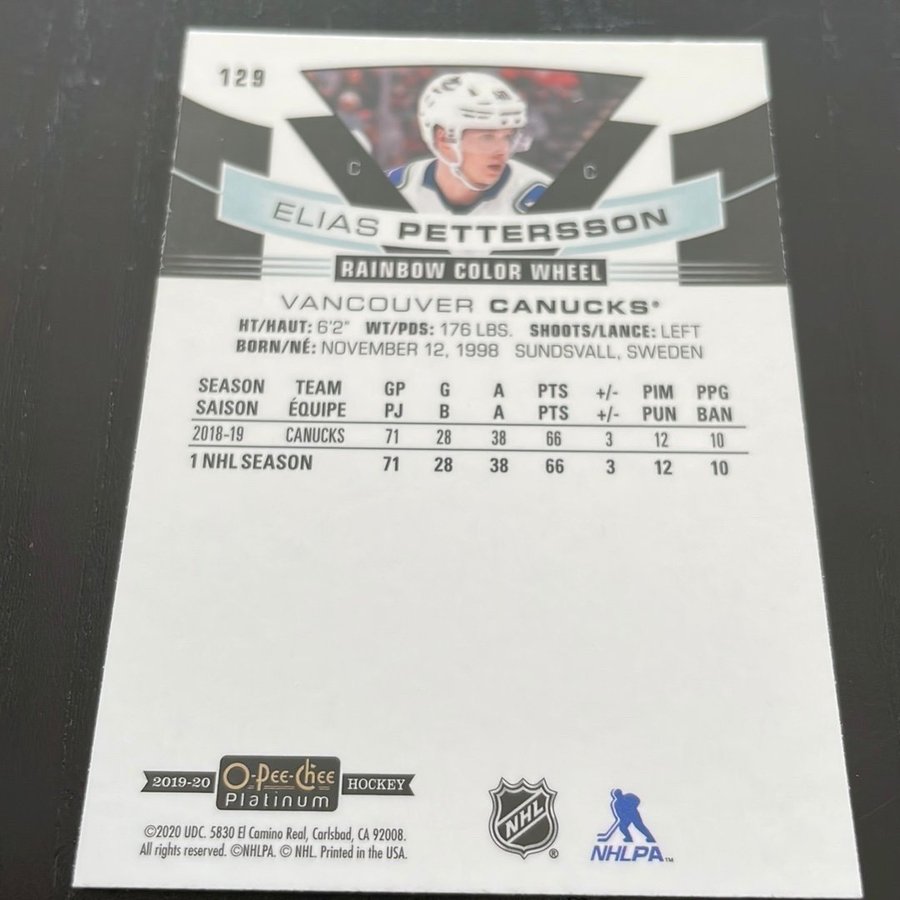 129
C C
ELIAS PETTERSSON
RAINBOW COLOR WHEEL
VANCOUVER CANUCKS®
HT/HAUT: 6'2" WT/PDS: 176 LBS. SHOOTS/LANCE: LEFT
BORN/NÉ: NOVEMBER 12, 1998 SUNDSVALL, SWEDEN
SEASON TEAM GP G A PTS +/- PIM PPG
SAISON ÉQUIPE PJ B A PTS +/- PUN BAN
2018-19 CANUCKS 71 28 38 66 3 12 10
1 NHL SEASON 71 28 38 66 3 12 10
2019-20 O-Pee-Chee HOCKEY
Platinum
©2020 UDC. 5830 El Camino Real, Carlsbad, CA 92008.
All rights reserved. ©NHLPA. © NHL. Printed in the USA.
NHL ®
NHLPA™